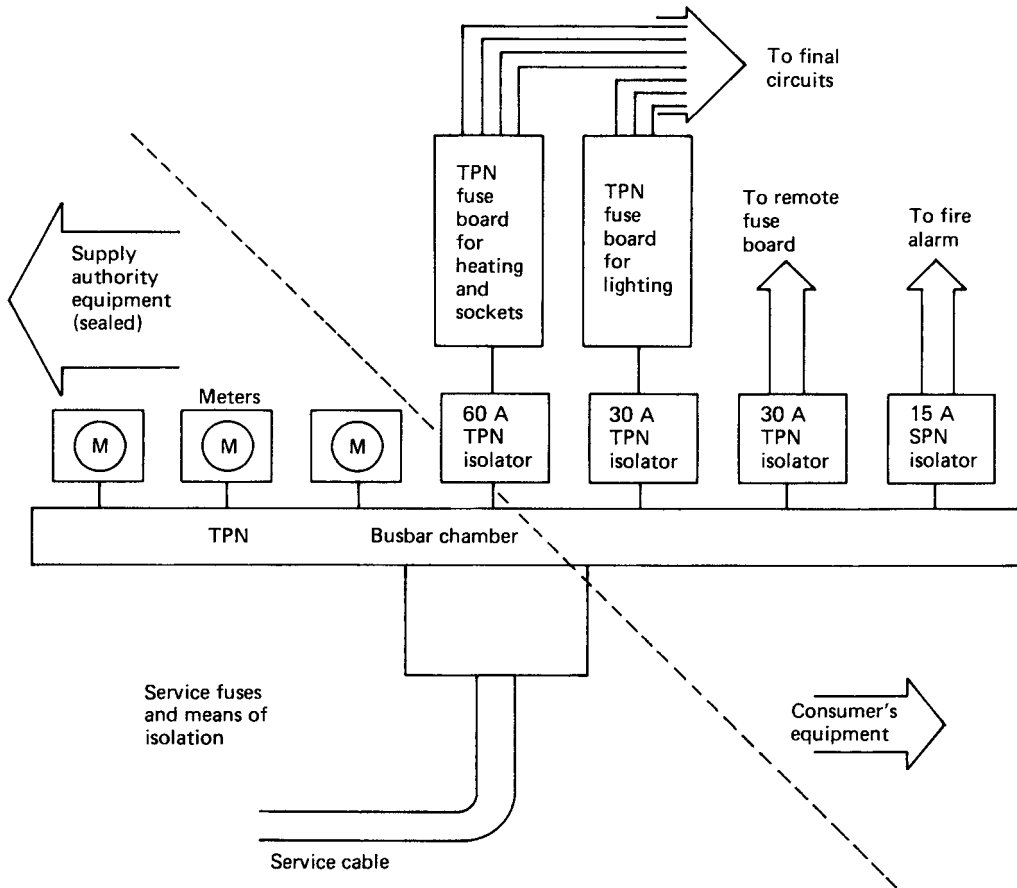 To final
circuits
TPN
fuse
board
for
heating
and
sockets
TPN
fuse
board
for
lighting
To remote
fuse
board
To fire
alarm
Supply
authority
equipment
(sealed)
Meters
M
M
M
60 A
TPN
isolator
30 A
TPN
isolator
30 A
TPN
isolator
15 A
SPN
isolator
TPN
Busbar chamber
Service fuses
and means of
isolation
Consumer's
equipment
Service cable